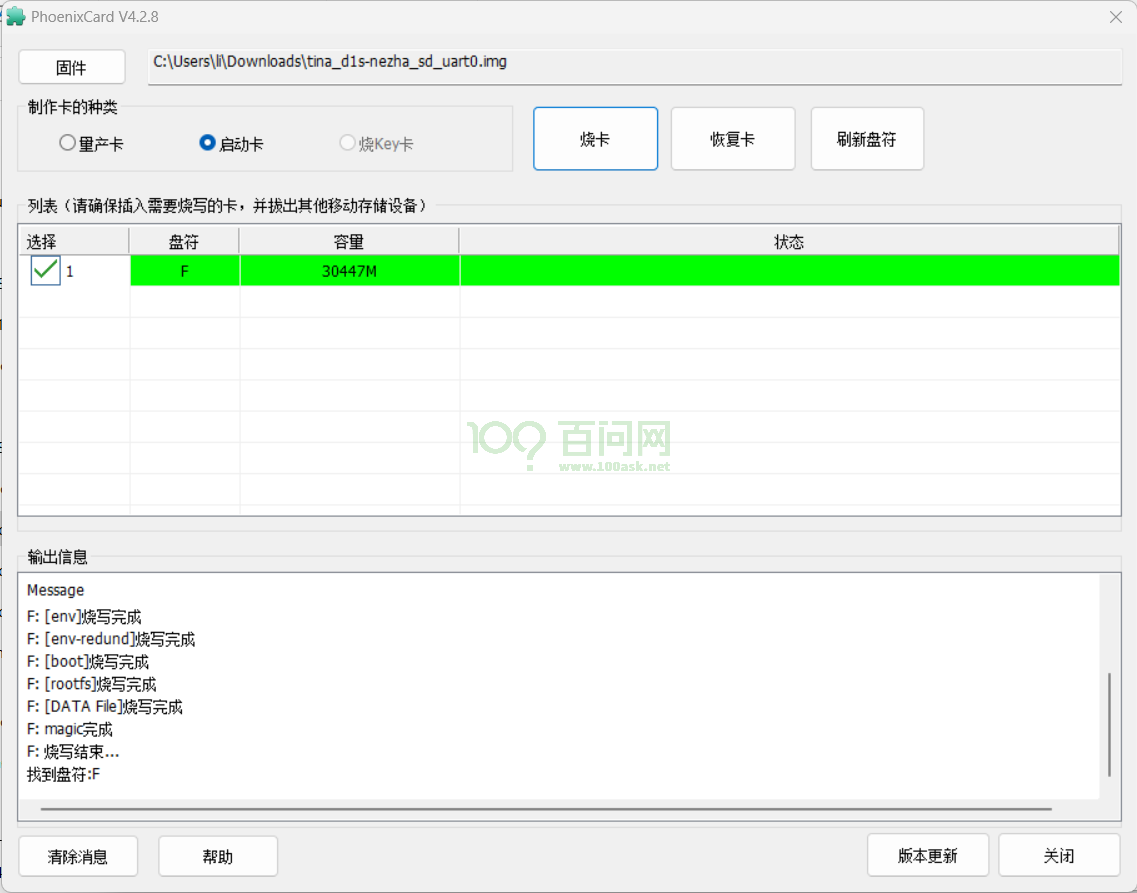 PhoenixCard V4.2.8
固件
C:\Users\li\Downloads\tina_d1s-nezha_sd_uart0.img
制作卡的种类
量产卡 启动卡 烧Key卡
烧卡 恢复卡 刷新盘符
列表（请确保插入需要烧写的卡，并拔出其他移动存储设备）
选择 盘符 容量 状态
1 F 30447M
100? 百问网
www.100ask.net
输出信息
Message
F: [env]烧写完成
F: [env-redund]烧写完成
F: [boot]烧写完成
F: [rootfs]烧写完成
F: [DATA File]烧写完成
F: magic完成
F: 烧写结束...
找到盘符:F
清除消息 帮助 版本更新 关闭